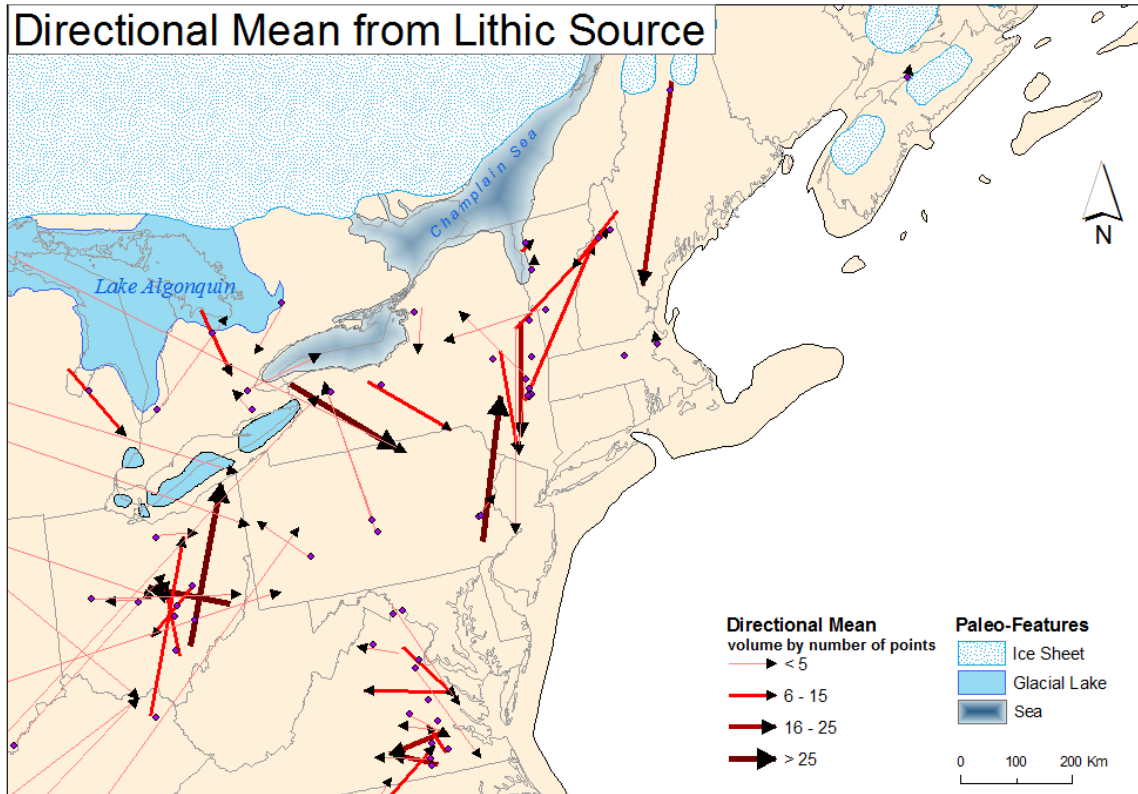 Directional Mean from Lithic Source
Champlain Sea
Lake Algonquin
N
Directional Mean
volume by number of points
< 5
6 - 15
16 - 25
> 25
Paleo-Features
Ice Sheet
Glacial Lake
Sea
0 100 200 Km